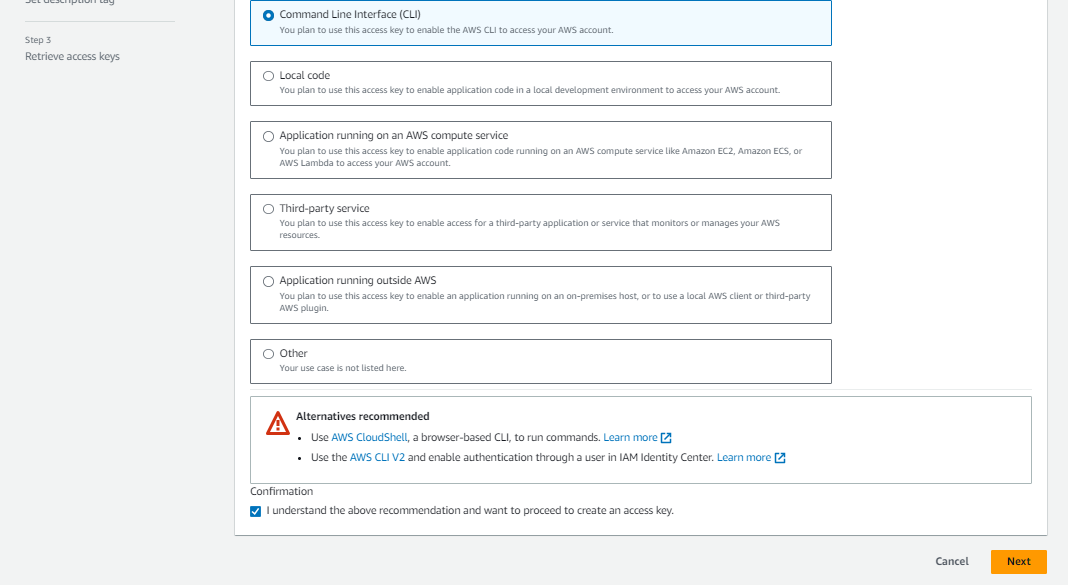 Set description tag
Step 3
Retrieve access keys
Command Line Interface (CLI)
You plan to use this access key to enable the AWS CLI to access your AWS account.
Local code
You plan to use this access key to enable application code in a local development environment to access your AWS account.
Application running on an AWS compute service
You plan to use this access key to enable application code running on an AWS compute service like Amazon EC2, Amazon ECS, or
AWS Lambda to access your AWS account.
Third-party service
You plan to use this access key to enable access for a third-party application or service that monitors or manages your AWS
resources.
Application running outside AWS
You plan to use this access key to enable an application running on an on-premises host, or to use a local AWS client or third-party
AWS plugin.
Other
Your use case is not listed here.
Alternatives recommended
• Use AWS CloudShell, a browser-based CLI, to run commands. Learn more
• Use the AWS CLI V2 and enable authentication through a user in IAM Identity Center. Learn more
Confirmation
I understand the above recommendation and want to proceed to create an access key.
Cancel Next